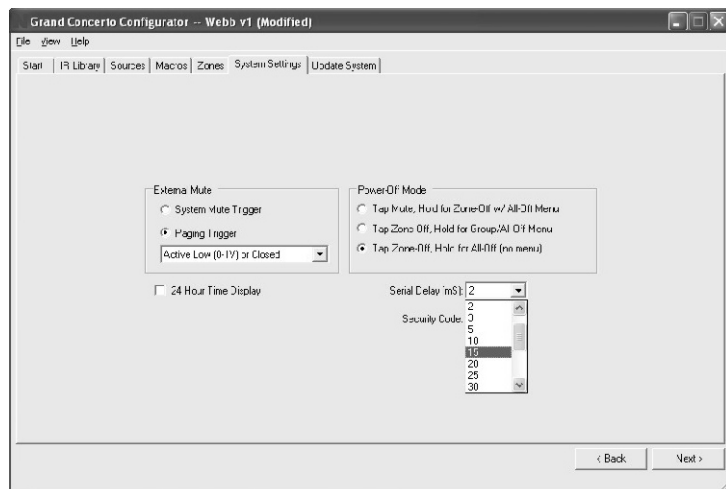 Grand Concerto Configurator -- Webb v1 (Modified)
File View Help
Start IR Library Sources Macros Zones System Settings Update System
External Mute
System Mute Trigger
Paging Trigger
Active Low (0-1V) or Closed
24 Hour Time Display
Power-Off Mode
Tap Mute, Hold for Zone-Off w/ All-Off Menu
Tap Zone Off, Hold for Group/All Off Menu
Tap Zone-Off, Hold for All-Off (no menu)
Serial Delay (mS): 2
Security Code:
2
3
5
10
15
20
25
30
< Back Next >